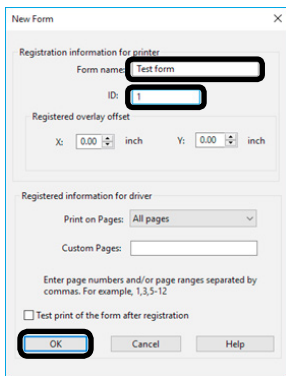 New Form
Registration information for printer
Form name: Test form
ID: 1
Registered overlay offset
X: 0.00 inch Y: 0.00 inch
Registered information for driver
Print on Pages: All pages
Custom Pages:
Enter page numbers and/or page ranges separated by
commas. For example, 1,3,5-12
Test print of the form after registration
OK Cancel Help